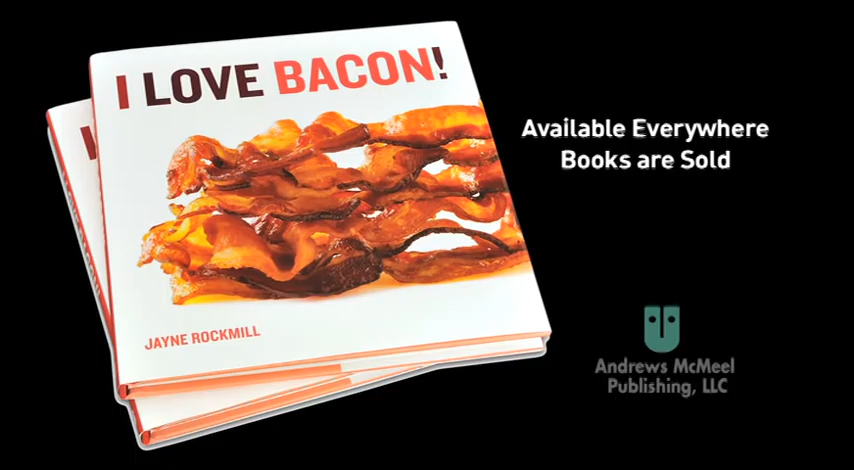 I LOVE BACON!
JAYNE ROCKMILL
Available Everywhere
Books are Sold
Andrews McMeel
Publishing, LLC